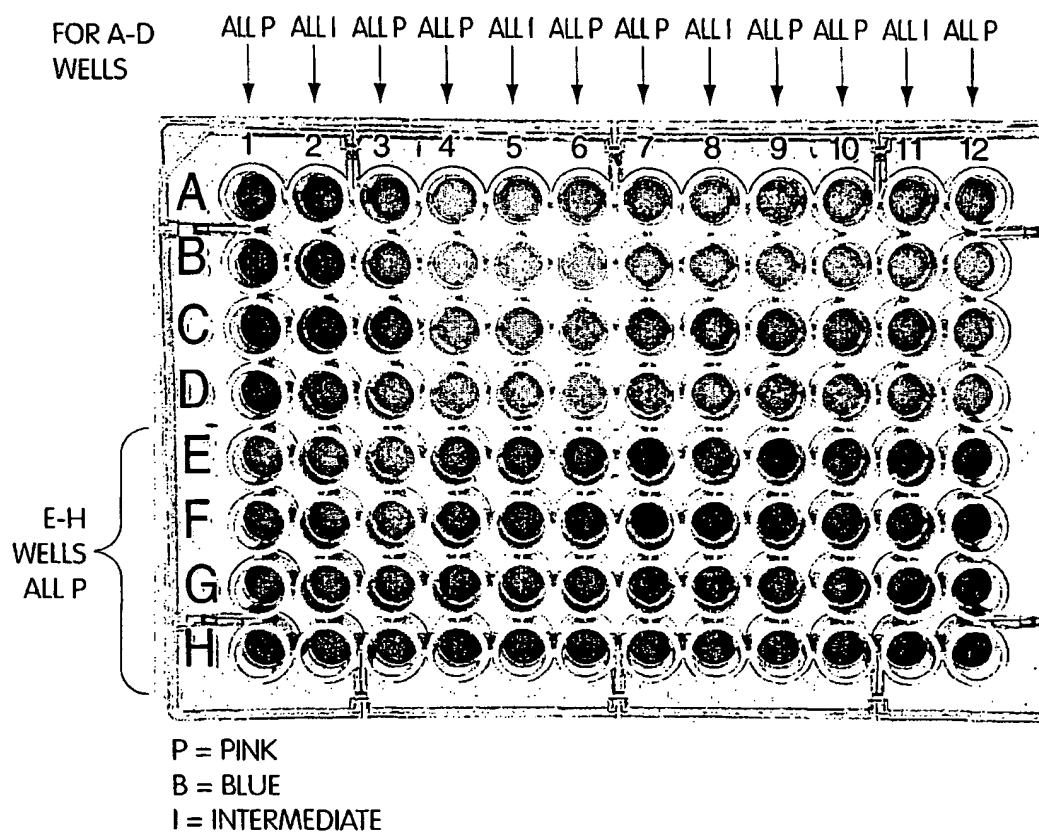 FOR A-D
WELLS
ALL P ALL I ALL P ALL P ALL I ALL P ALL P ALL I ALL P ALL P ALL I ALL P
1 2 3 4 5 6 7 8 9 10 11 12
A
B
C
D
E
F
G
H
E-H
WELLS
ALL P
P = PINK
B = BLUE
I = INTERMEDIATE